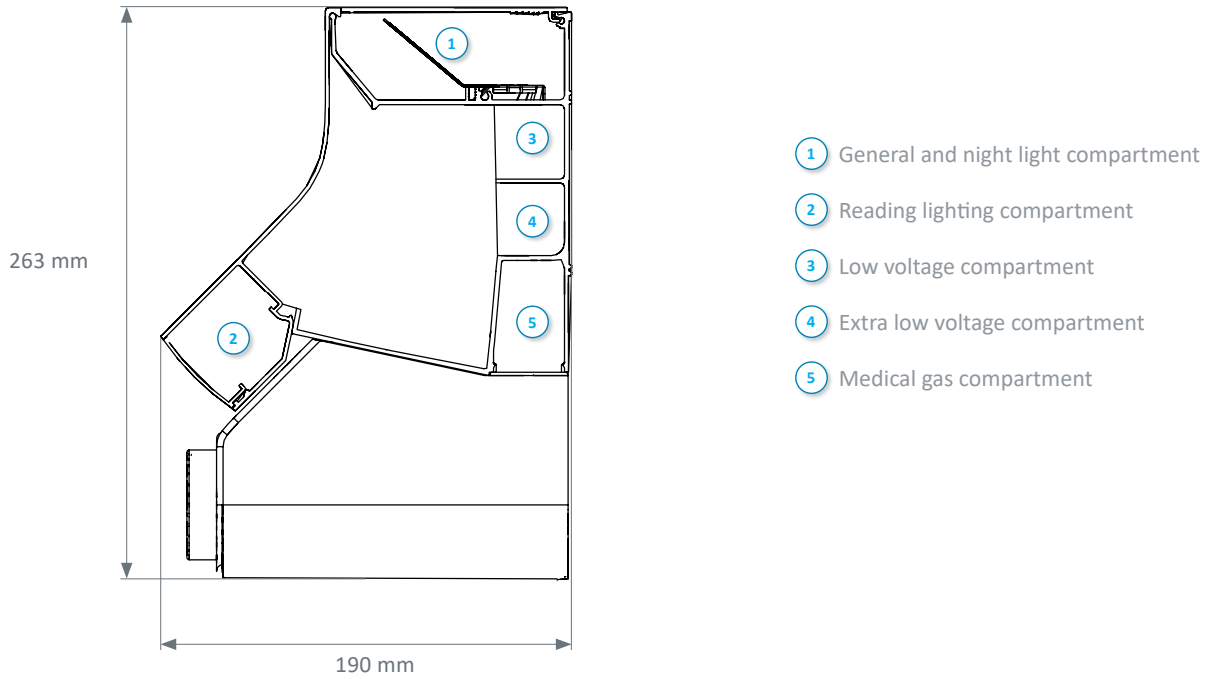 1
3
4
263 mm
5
2
190 mm
1 General and night light compartment
2 Reading lighting compartment
3 Low voltage compartment
4 Extra low voltage compartment
5 Medical gas compartment